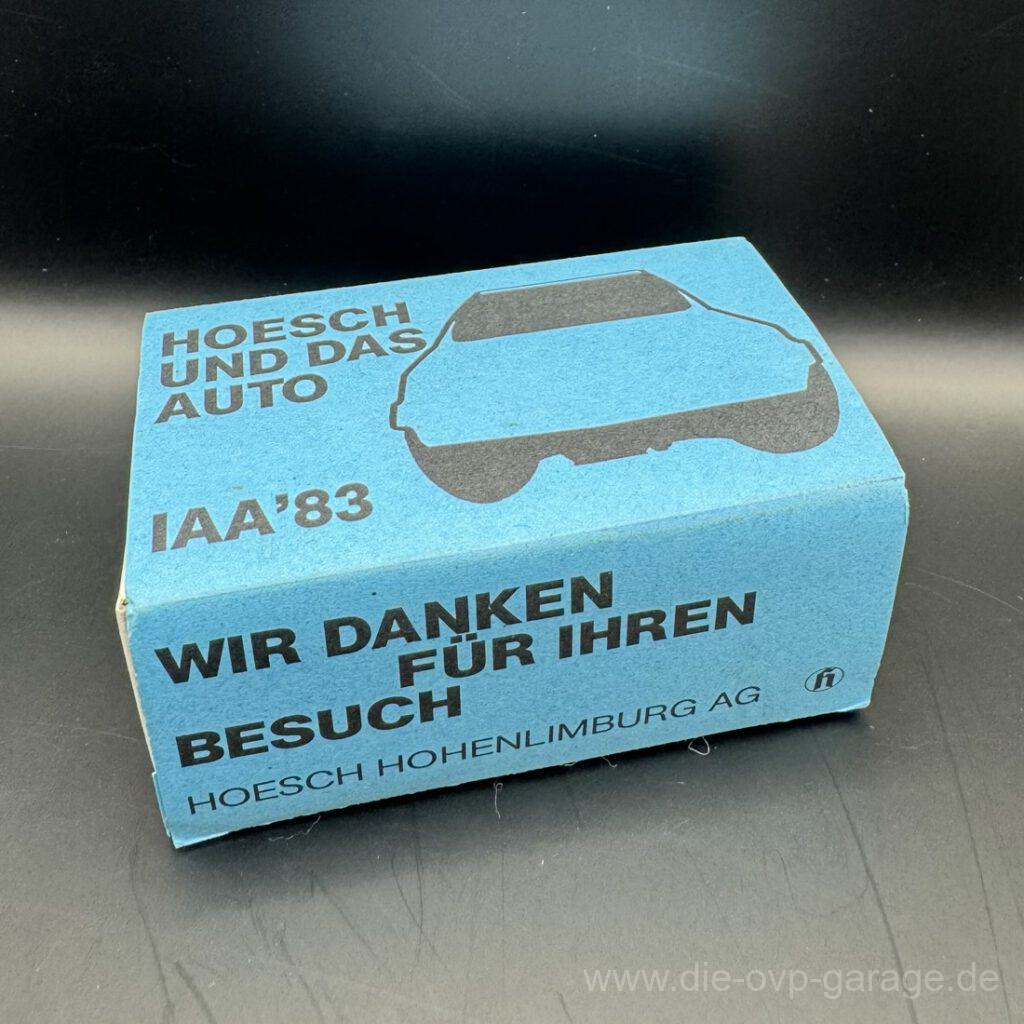 HOESCH
UND DAS
AUTO
IAA'83
WIR DANKEN
FÜR IHREN
BESUCH
HOESCH HOHENLIMBURG AG
www.die-ovp-garage.de